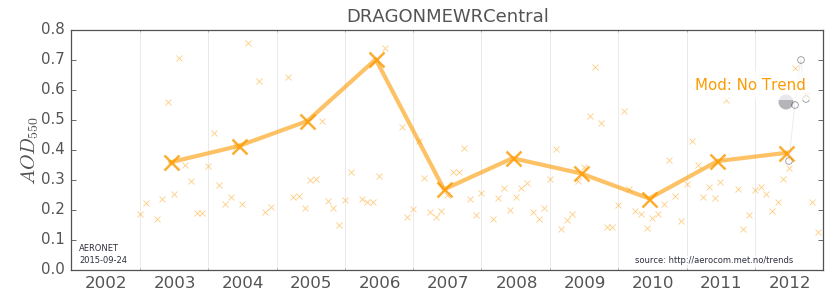 DRAGONMEWRCentral
0.8
0.7
0.6
0.5
0.4
0.3
0.2
0.1
0.0
AOD550
Mod: No Trend
AERONET
2015-09-24
source: http://aerocom.met.no/trends
2002 2003 2004 2005 2006 2007 2008 2009 2010 2011 2012